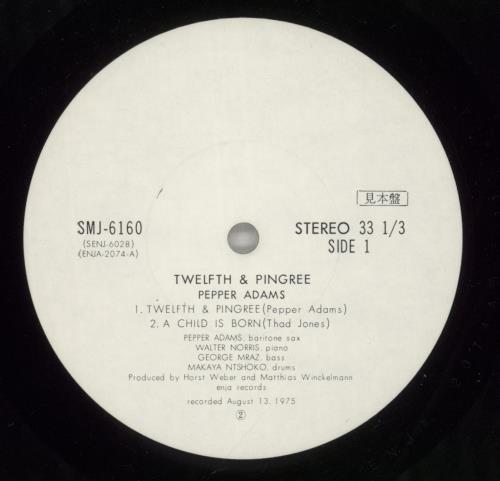 見本盤
SMJ-6160
(SENJ-6028)
(ENJA-2074-A)
STEREO 33 1/3
SIDE 1
TWELFTH & PINGREE
PEPPER ADAMS
1. TWELFTH & PINGREE (Pepper Adams)
2. A CHILD IS BORN (Thad Jones)
PEPPER ADAMS, baritone sax
WALTER NORRIS, piano
GEORGE MRAZ, bass
MAKAYA NTSHOKO, drums
Produced by Horst Weber and Matthias Winckelmann
enja records
recorded August 13, 1975
②